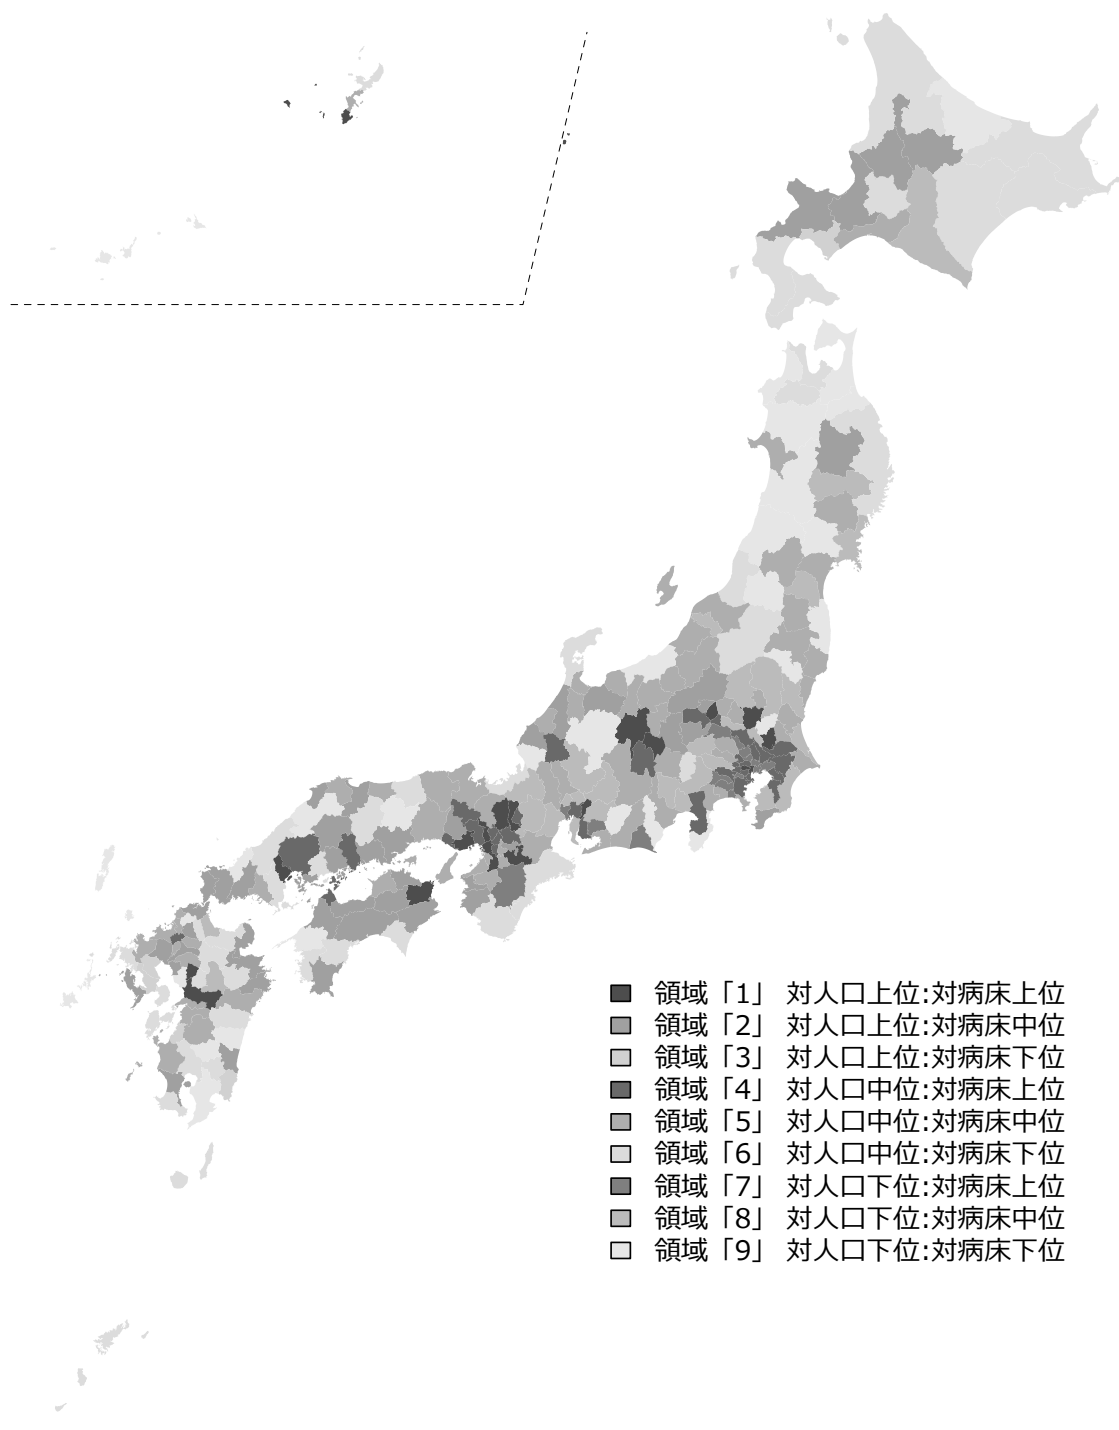 領域「1」 対人口上位:対病床上位
領域「2」 対人口上位:対病床中位
領域「3」 対人口上位:対病床下位
領域「4」 対人口中位:対病床上位
領域「5」 対人口中位:対病床中位
領域「6」 対人口中位:対病床下位
領域「7」 対人口下位:対病床上位
領域「8」 対人口下位:対病床中位
領域「9」 対人口下位:対病床下位